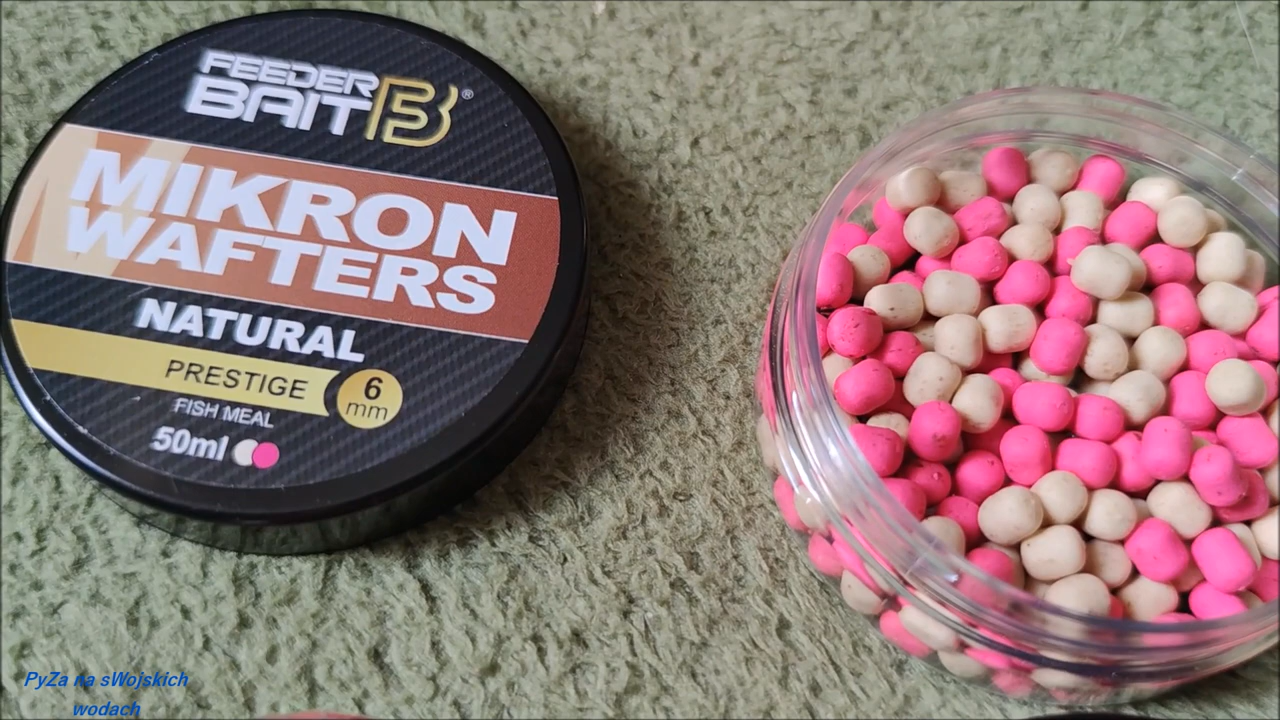 FEEDER
BAIT
®
MIKRON
WAFTERS
NATURAL
PRESTIGE
6
mm
FISH MEAL
50ml
PyZa na sWojskich
wodach